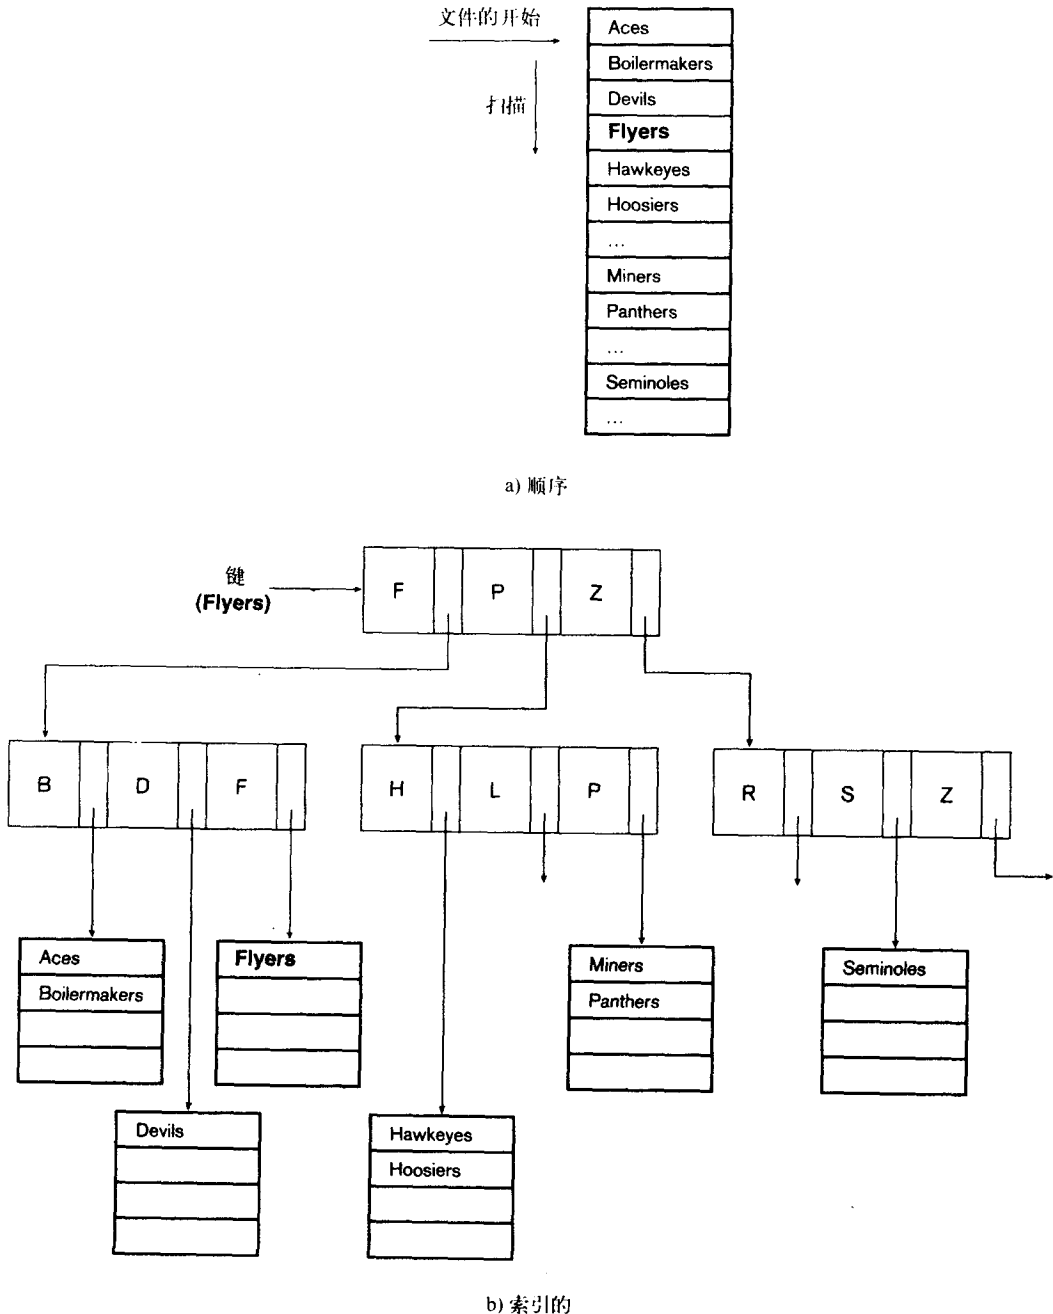 文件的开始
扫描
Aces
Boilermakers
Devils
Flyers
Hawkeyes
Hoosiers
...
Miners
Panthers
...
Seminoles
...
a) 顺序
键
(Flyers)
F P Z
B D F
H L P
R S Z
Aces
Boilermakers
Flyers
Miners
Panthers
Seminoles
Devils
Hawkeyes
Hoosiers
b) 索引的